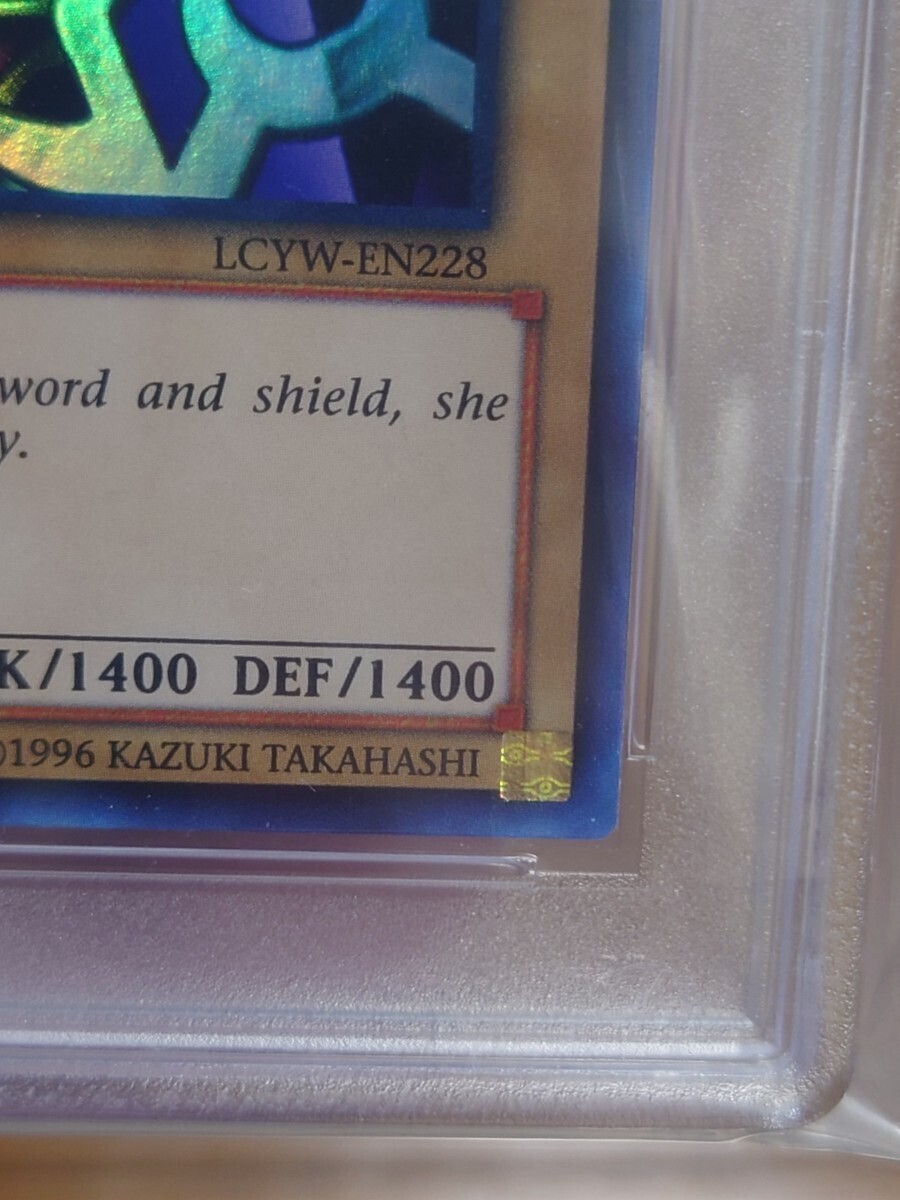 LCYW-EN228
word and shield, she
y.
K/1400 DEF/1400
©1996 KAZUKI TAKAHASHI